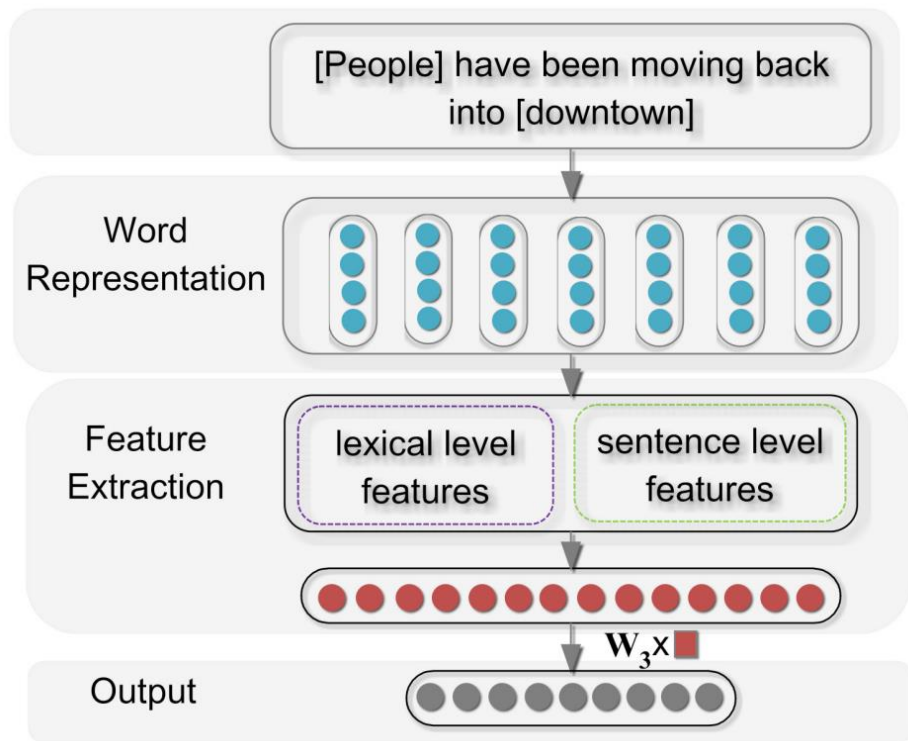 [People] have been moving back
into [downtown]
Word
Representation
Feature
Extraction
lexical level
features
sentence level
features
W₃x
Output